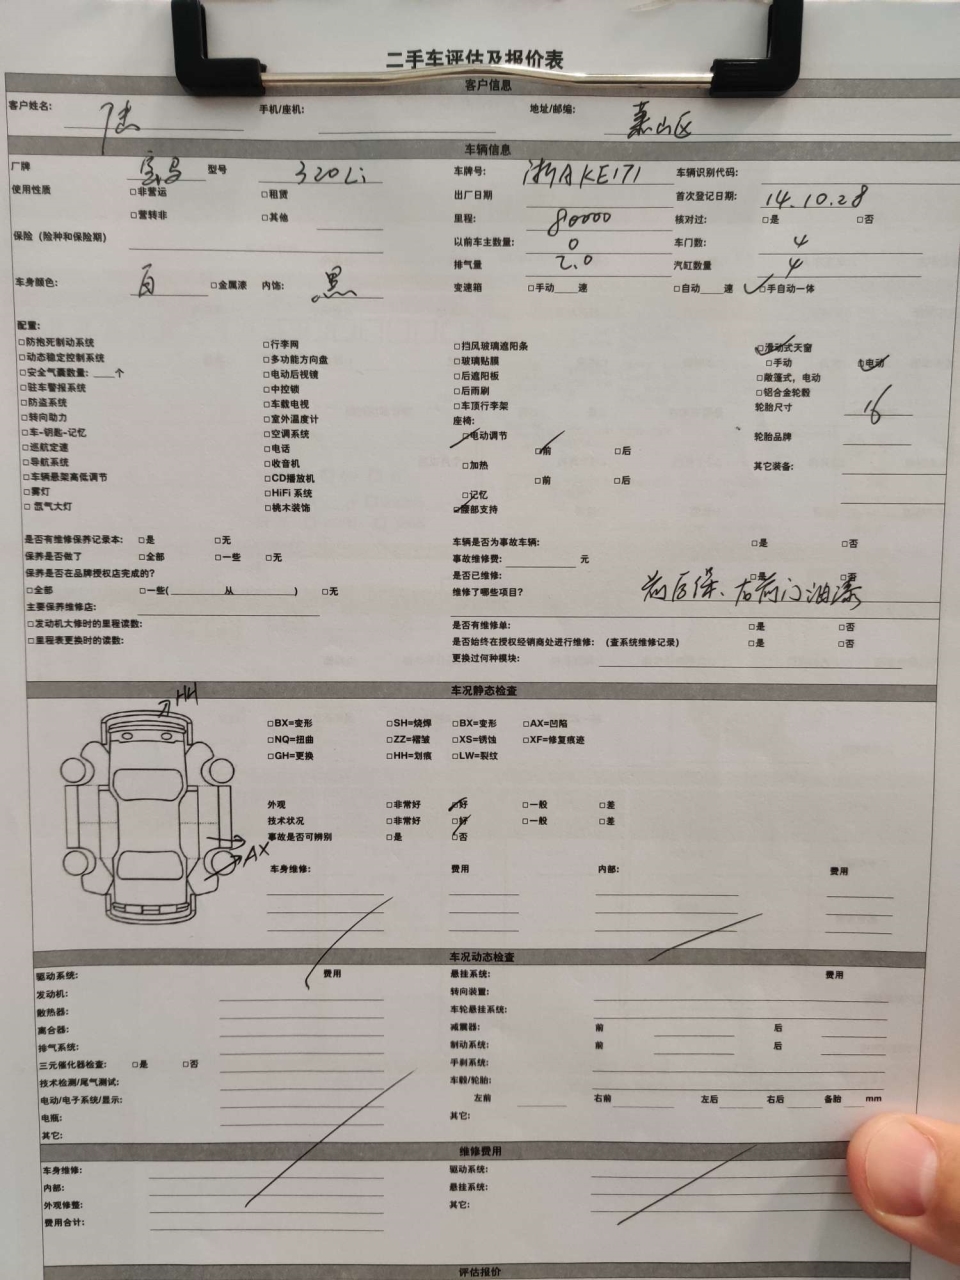 二手车评估及报价表
客户信息
客户姓名: 手机/座机: 地址/邮编: 萧山区
车辆信息
厂牌 宝马 型号 320Li 车牌号: 浙AKE171 车辆识别代码:
使用性质 □非营运 □租赁 出厂日期 首次登记日期: 14.10.28
□营转非 □其他 里程: 80000 核对过: □是 □否
保险（险种和保险期） 以前车主数量: 0 车门数: 4
排气量 2.0 汽缸数量 4
车身颜色: 白 □金属漆 内饰: 黑 变速箱 □手动 速 □自动 速 ☑手自动一体
配置:
□防抱死制动系统 □行李网 □挡风玻璃遮阳条 ☑滑动式天窗
□动态稳定控制系统 □多功能方向盘 □玻璃贴膜 □手动 ☑电动
□安全气囊数量: 个 □电动后视镜 □后遮阳板 □敞篷式，电动
□驻车警报系统 □中控锁 □后雨刷 □铝合金轮毂
□防盗系统 □车载电视 □车顶行李架 轮胎尺寸 16
□转向助力 □室外温度计 座椅:
□车-钥匙-记忆 □空调系统 ☑电动调节 轮胎品牌
□巡航定速 □电话 ☑前 □后
□导航系统 □收音机 □加热 其它装备:
□车辆悬架高低调节 □CD播放机 □前 □后
□雾灯 □HiFi 系统 □记忆
□氙气大灯 □桃木装饰 ☑腰部支持
是否有维修保养记录本: □是 □无 车辆是否为事故车辆: □是 □否
保养是否做了 □全部 □一些 □无 事故维修费: 元
保养是否在品牌授权店完成的? 是否已维修: □是 □否
□全部 □一些( 从 ) □无 维修了哪些项目? 前后保、右前门油漆
主要保养维修店:
□发动机大修时的里程读数: 是否有维修单: □是 □否
□里程表更换时的读数: 是否始终在授权经销商处进行维修:（查系统维修记录） □是 □否
更换过何种模块:
车况静态检查
HH
□BX=变形 □SH=烧焊 □BX=变形 □AX=凹陷
□NQ=扭曲 □ZZ=褶皱 □XS=锈蚀 □XF=修复痕迹
□GH=更换 □HH=划痕 □LW=裂纹
外观 □非常好 ☑好 □一般 □差
技术状况 □非常好 ☑好 □一般 □差
事故是否可辨别 □是 □否
AX
车身维修: 费用 内部: 费用
车况动态检查
驱动系统: 费用 悬挂系统: 费用
发动机: 转向装置:
散热器: 车轮悬挂系统:
离合器: 减震器: 前 后
排气系统: 制动系统: 前 后
三元催化器检查: □是 □否 手刹系统:
技术检测/尾气测试: 车毂/轮胎:
电动/电子系统/显示: 左前 右前 左后 右后 备胎 mm
电瓶: 其它:
其它:
维修费用
车身维修: 驱动系统:
内部: 悬挂系统:
外观修整: 其它:
费用合计:
评估报价